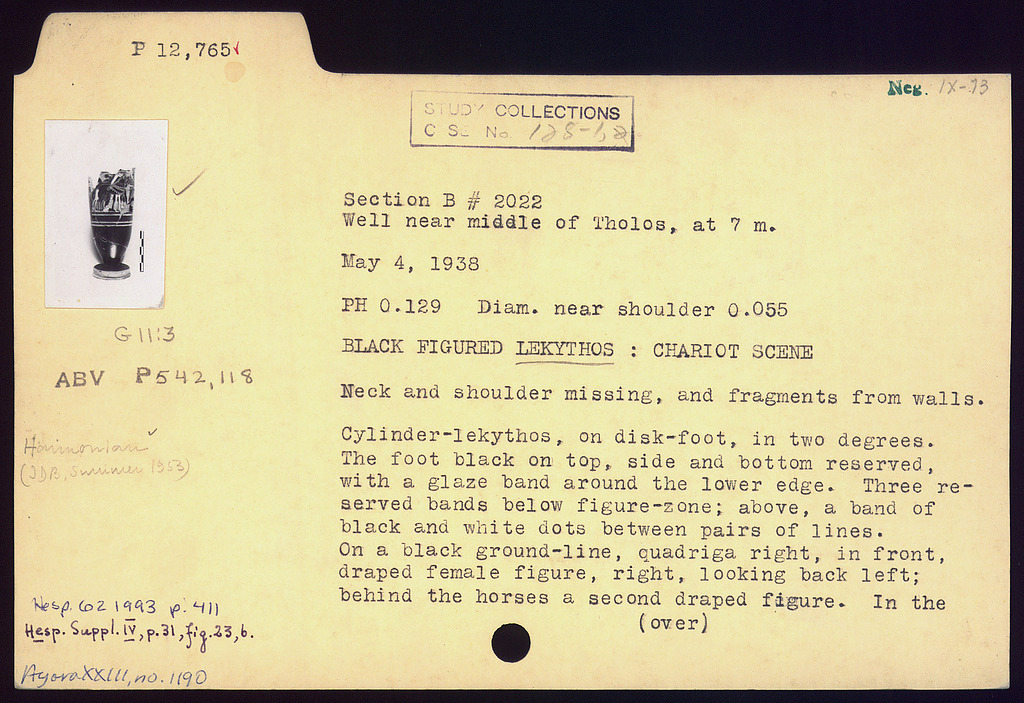 P 12,765
Neg. IX-73
STUDY COLLECTIONS
C SE No.
Section B # 2022
Well near middle of Tholos, at 7 m.
May 4, 1938
PH 0.129 Diam. near shoulder 0.055
BLACK FIGURED LEKYTHOS : CHARIOT SCENE
Neck and shoulder missing, and fragments from walls.
Cylinder-lekythos, on disk-foot, in two degrees.
The foot black on top, side and bottom reserved,
with a glaze band around the lower edge. Three re-
served bands below figure-zone; above, a band of
black and white dots between pairs of lines.
On a black ground-line, quadriga right, in front,
draped female figure, right, looking back left;
behind the horses a second draped figure. In the
(over)
G 11:3
ABV P542,118
Haimonian
(JDB, Summer 1953)
Hesp. 62 1993 p. 411
Hesp. Suppl. IV, p.31, fig.23,b.
Agora XXIII, no. 1190